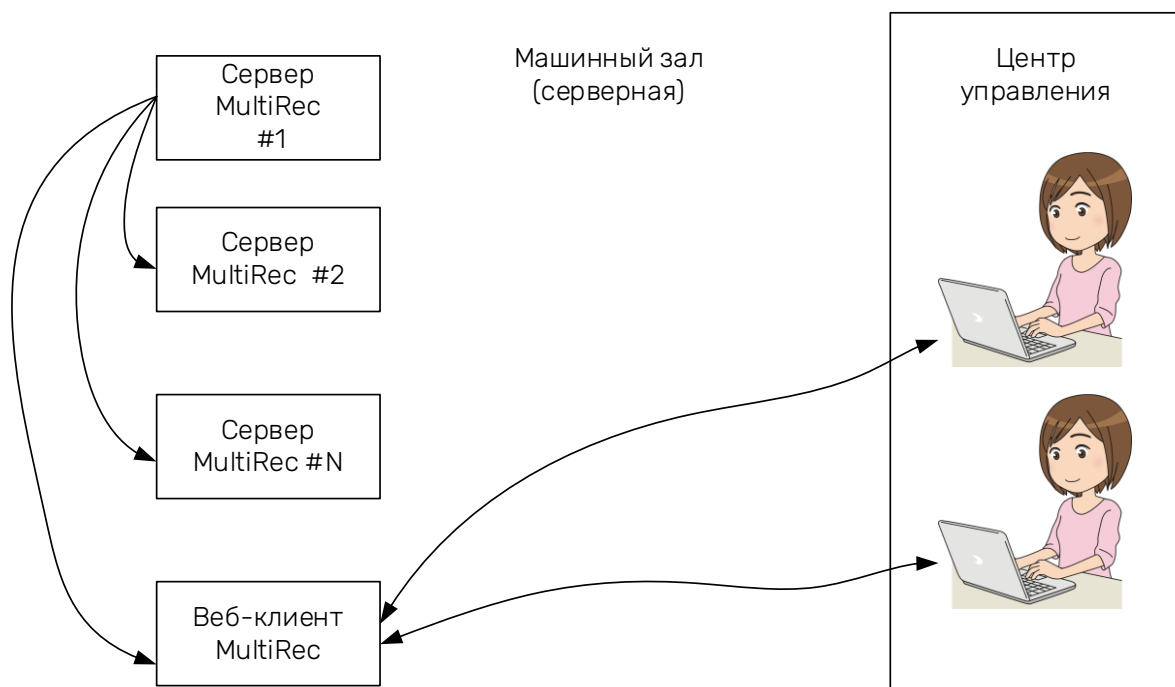 Сервер
MultiRec
#1
Машинный зал
(серверная)
Центр
управления
Сервер
MultiRec #2
Сервер
MultiRec #N
Веб-клиент
MultiRec